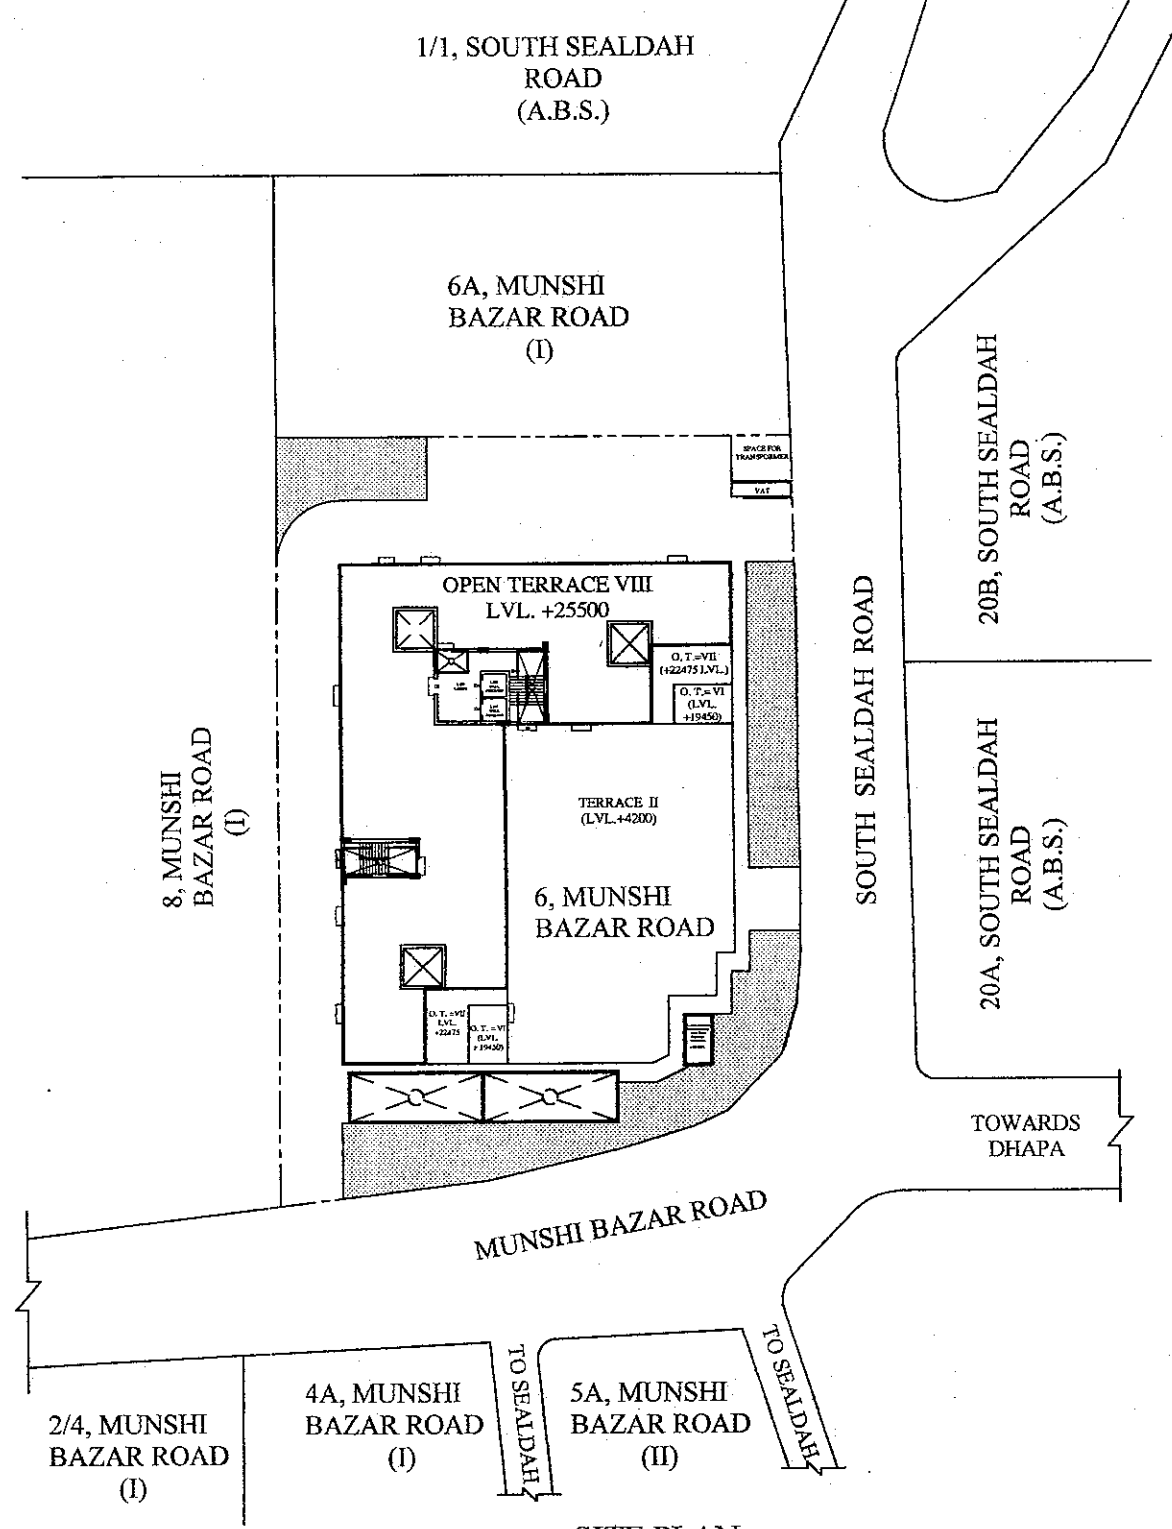 1/1, SOUTH SEALDAH
ROAD
(A.B.S.)
6A, MUNSHI
BAZAR ROAD
(I)
SPACE FOR
TRANSFORMER
VAT
20B, SOUTH SEALDAH
ROAD
(A.B.S.)
OPEN TERRACE VIII
LVL. +25500
O. T.=VII
(+22475 LVL.)
O. T.= VI
(LVL.
+19450)
8, MUNSHI
BAZAR ROAD
(I)
TERRACE II
(LVL.+4200)
6, MUNSHI
BAZAR ROAD
SOUTH SEALDAH ROAD
20A, SOUTH SEALDAH
ROAD
(A.B.S.)
O. T. =VII
LVL.
+22475
O. T. = VI
(LVL.
+19450)
TOWARDS
DHAPA
MUNSHI BAZAR ROAD
2/4, MUNSHI
BAZAR ROAD
(I)
4A, MUNSHI
BAZAR ROAD
(I)
TO SEALDAH
5A, MUNSHI
BAZAR ROAD
(II)
TO SEALDAH
SITE PLAN